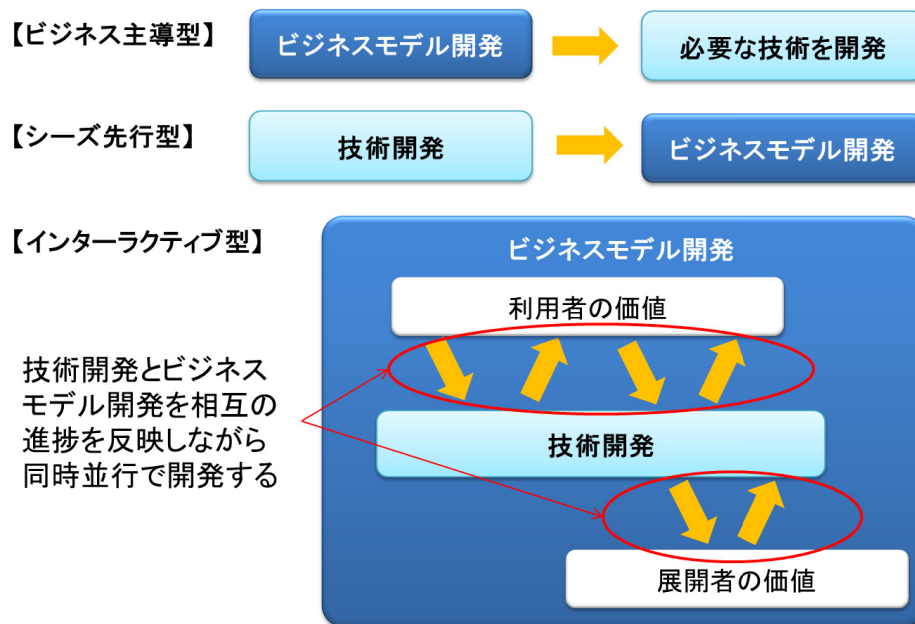 【ビジネス主導型】
ビジネスモデル開発
必要な技術を開発
【シーズ先行型】
技術開発
ビジネスモデル開発
【インターラクティブ型】
ビジネスモデル開発
利用者の価値
技術開発とビジネス
モデル開発を相互の
進捗を反映しながら
同時並行で開発する
技術開発
展開者の価値